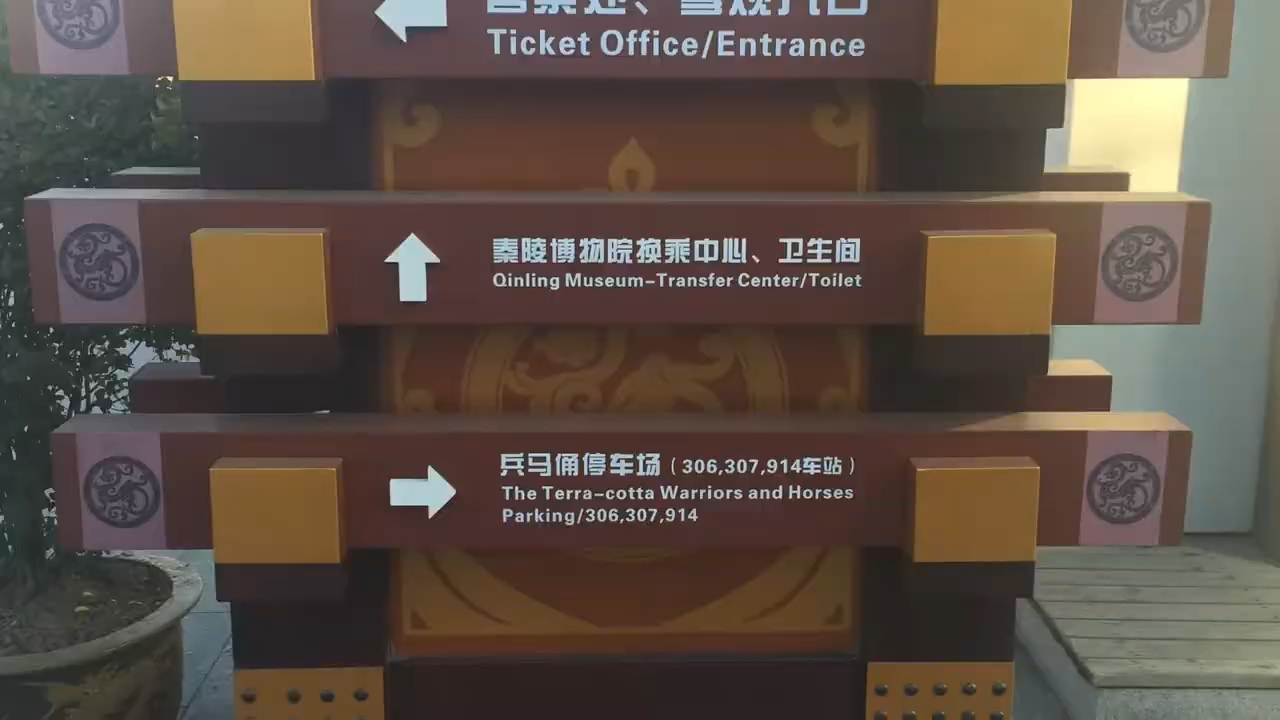 Ticket Office/Entrance
秦陵博物院换乘中心、卫生间
Qinling Museum-Transfer Center/Toilet
兵马俑停车场(306,307,914车站)
The Terra-cotta Warriors and Horses
Parking/306,307,914